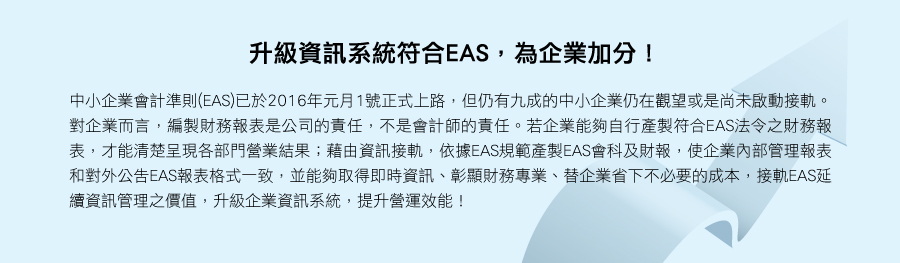 升級資訊系統符合EAS，為企業加分！
中小企業會計準則(EAS)已於2016年元月1號正式上路，但仍有九成的中小企業仍在觀望或是尚未啟動接軌。
對企業而言，編製財務報表是公司的責任，不是會計師的責任。若企業能夠自行產製符合EAS法令之財務報
表，才能清楚呈現各部門營業結果；藉由資訊接軌，依據EAS規範產製EAS會科及財報，使企業內部管理報表
和對外公告EAS報表格式一致，並能夠取得即時資訊、彰顯財務專業、替企業省下不必要的成本，接軌EAS延
續資訊管理之價值，升級企業資訊系統，提升營運效能！